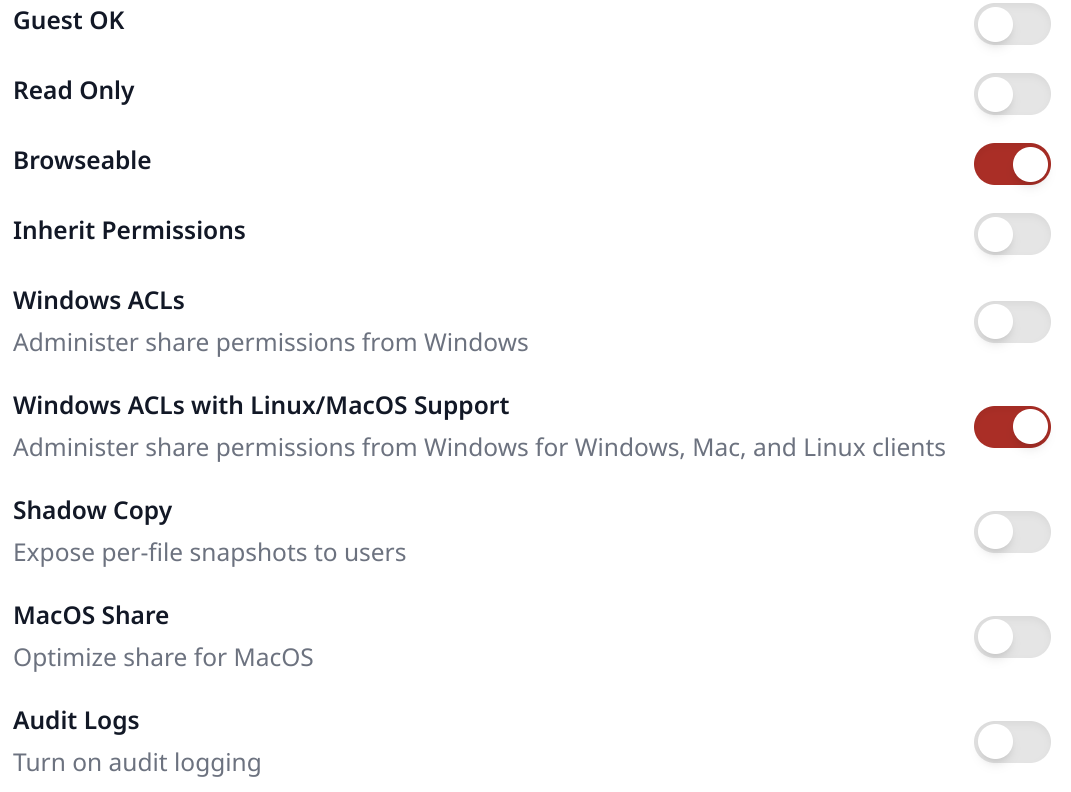 Guest OK
Read Only
Browseable
Inherit Permissions
Windows ACLs
Administer share permissions from Windows
Windows ACLs with Linux/MacOS Support
Administer share permissions from Windows for Windows, Mac, and Linux clients
Shadow Copy
Expose per-file snapshots to users
MacOS Share
Optimize share for MacOS
Audit Logs
Turn on audit logging